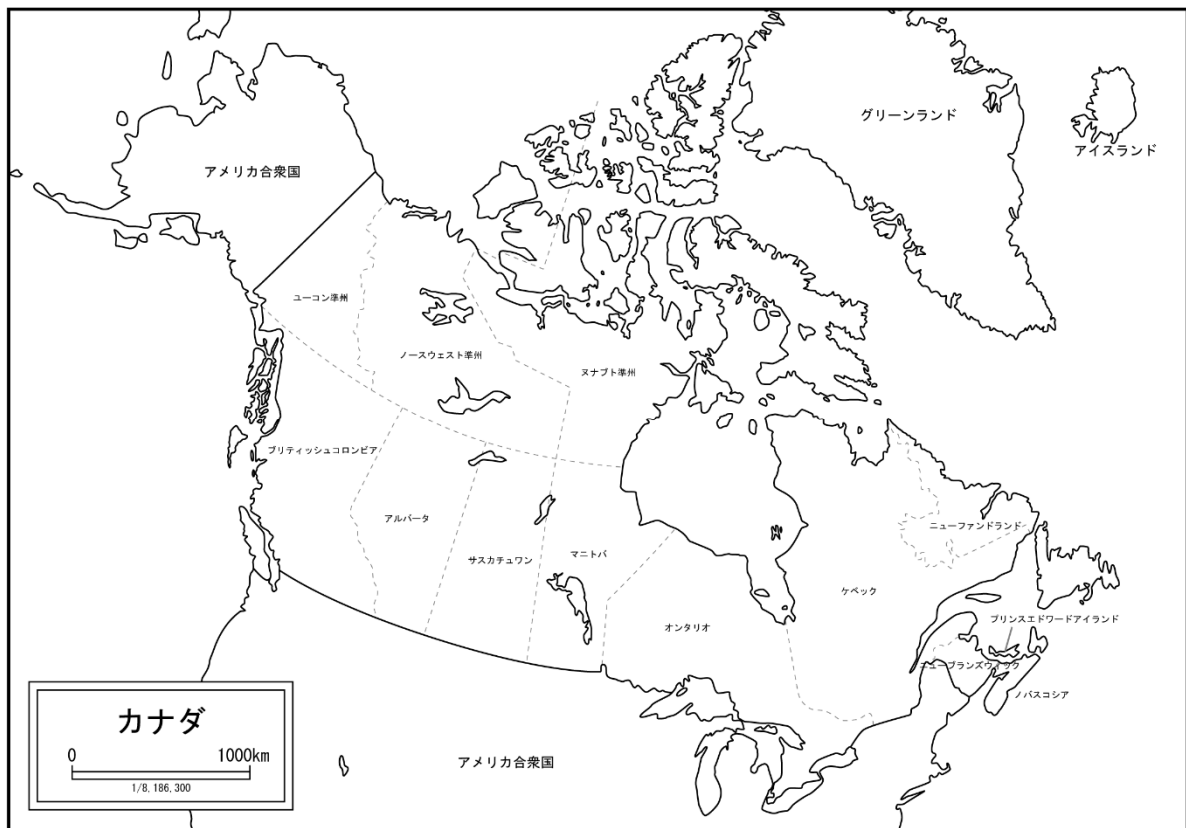 グリーンランド
アイスランド
アメリカ合衆国
ユーコン準州
ノースウェスト準州
ヌナブト準州
ブリティッシュコロンビア
アルバータ
サスカチュワン
マニトバ
オンタリオ
ケベック
ニューファンドランド
プリンスエドワードアイランド
ニューブランズウィック
ノバスコシア
アメリカ合衆国
カナダ
0 1000km
1/8,186,300